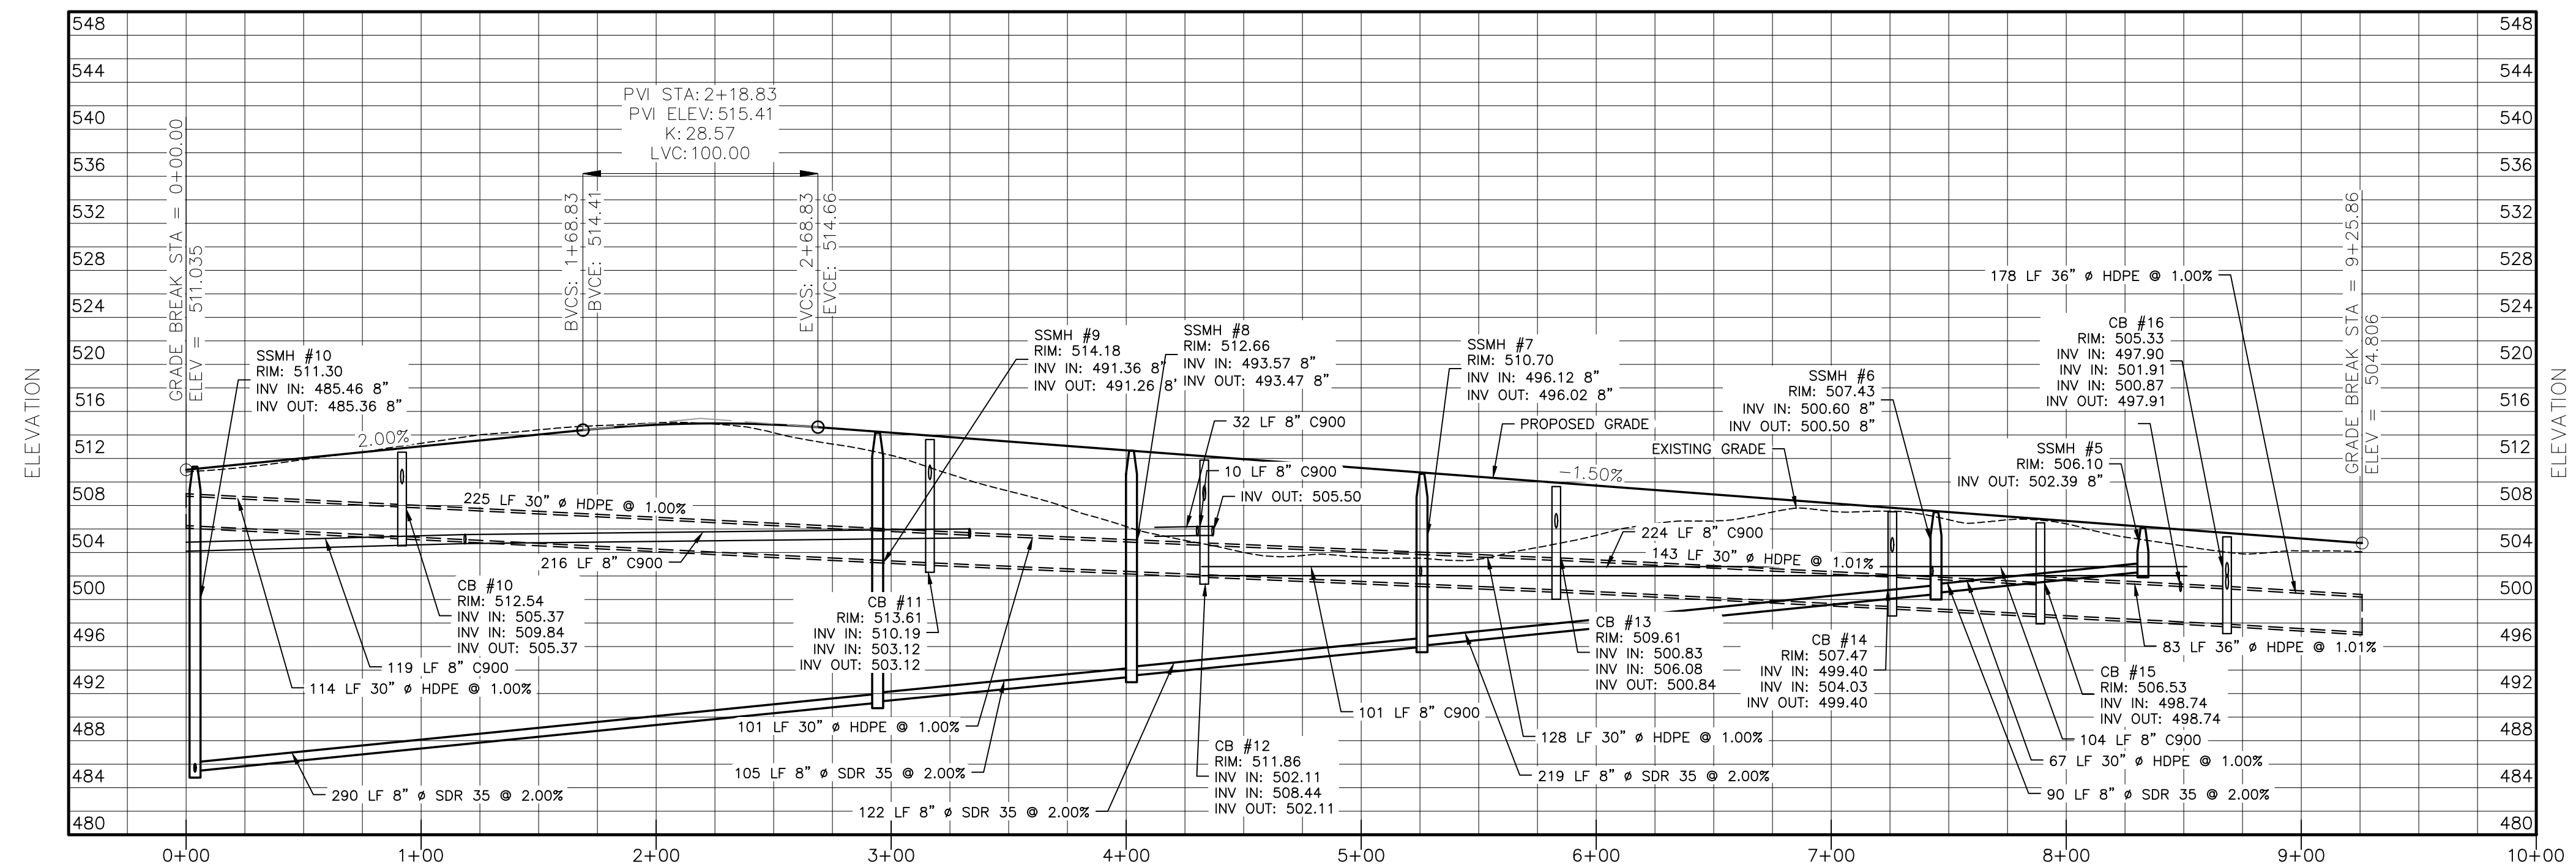 548
544
540
536
532
528
524
520
516
512
508
504
500
496
492
488
484
480
548
544
540
536
532
528
524
520
516
512
508
504
500
496
492
488
484
480
ELEVATION
ELEVATION
GRADE BREAK STA = 0+00.00
ELEV = 511.035
PVI STA: 2+18.83
PVI ELEV: 515.41
K: 28.57
LVC: 100.00
BVCS: 1+68.83
BVCE: 514.41
EVCS: 2+68.83
EVCE: 514.66
GRADE BREAK STA = 9+25.86
ELEV = 504.806
178 LF 36" ø HDPE @ 1.00%
SSMH #10
RIM: 511.30
INV IN: 485.46 8"
INV OUT: 485.36 8"
SSMH #9
RIM: 514.18
INV IN: 491.36 8"
INV OUT: 491.26 8'
SSMH #8
RIM: 512.66
INV IN: 493.57 8"
INV OUT: 493.47 8"
SSMH #7
RIM: 510.70
INV IN: 496.12 8"
INV OUT: 496.02 8"
SSMH #6
RIM: 507.43
INV IN: 500.60 8"
INV OUT: 500.50 8"
CB #16
RIM: 505.33
INV IN: 497.90
INV IN: 501.91
INV IN: 500.87
INV OUT: 497.91
SSMH #5
RIM: 506.10
INV OUT: 502.39 8"
2.00%
32 LF 8" C900
PROPOSED GRADE
EXISTING GRADE
-1.50%
10 LF 8" C900
INV OUT: 505.50
225 LF 30" ø HDPE @ 1.00%
216 LF 8" C900
224 LF 8" C900
143 LF 30" ø HDPE @ 1.01%
CB #10
RIM: 512.54
INV IN: 505.37
INV IN: 509.84
INV OUT: 505.37
119 LF 8" C900
114 LF 30" ø HDPE @ 1.00%
CB #11
RIM: 513.61
INV IN: 510.19
INV IN: 503.12
INV OUT: 503.12
CB #13
RIM: 509.61
INV IN: 500.83
INV IN: 506.08
INV OUT: 500.84
CB #14
RIM: 507.47
INV IN: 499.40
INV IN: 504.03
INV OUT: 499.40
83 LF 36" ø HDPE @ 1.01%
CB #15
RIM: 506.53
INV IN: 498.74
INV OUT: 498.74
101 LF 30" ø HDPE @ 1.00%
101 LF 8" C900
128 LF 30" ø HDPE @ 1.00%
104 LF 8" C900
67 LF 30" ø HDPE @ 1.00%
CB #12
RIM: 511.86
INV IN: 502.11
INV IN: 508.44
INV OUT: 502.11
105 LF 8" ø SDR 35 @ 2.00%
219 LF 8" ø SDR 35 @ 2.00%
290 LF 8" ø SDR 35 @ 2.00%
90 LF 8" ø SDR 35 @ 2.00%
122 LF 8" ø SDR 35 @ 2.00%
0+00
1+00
2+00
3+00
4+00
5+00
6+00
7+00
8+00
9+00
10+00